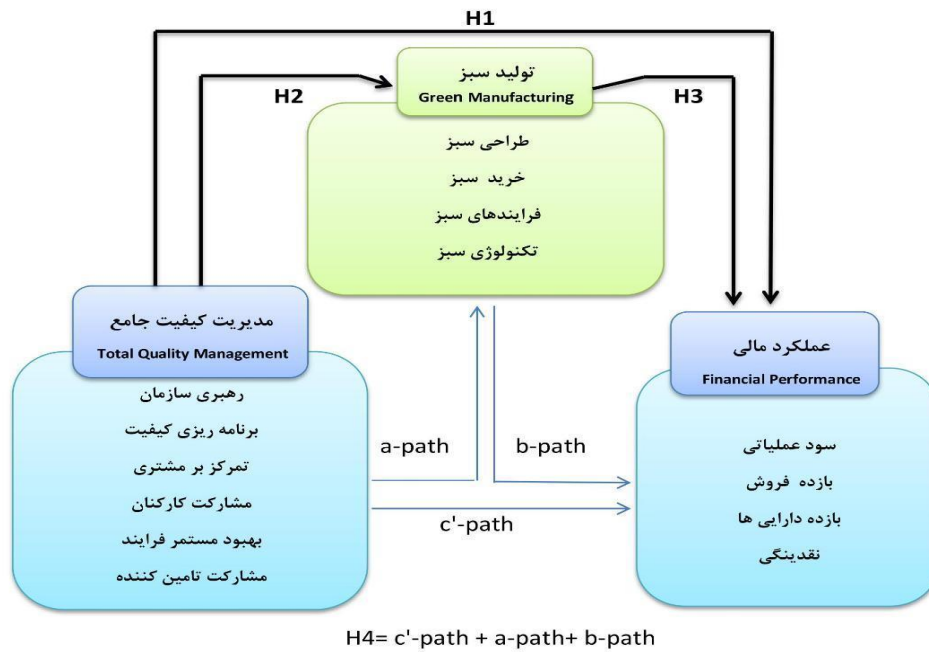 H1
تولید سبز
Green Manufacturing
H2
H3
طراحی سبز
خرید سبز
فرایندهای سبز
تکنولوژی سبز
مدیریت کیفیت جامع
Total Quality Management
رهبری سازمان
برنامه ریزی کیفیت
تمرکز بر مشتری
مشارکت کارکنان
بهبود مستمر فرایند
مشارکت تامین کننده
a-path
b-path
c'-path
عملکرد مالی
Financial Performance
سود عملیاتی
بازده فروش
بازده دارایی ها
نقدینگی
H4= c'-path + a-path+ b-path